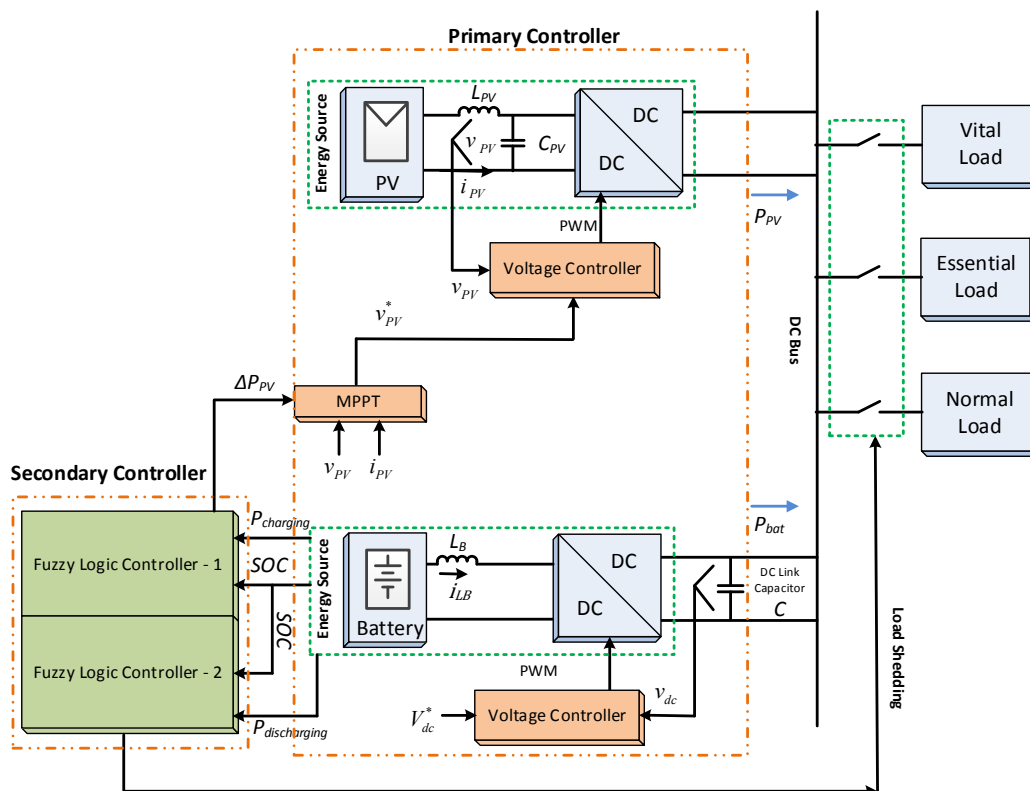 Primary Controller
Energy Source
PV
L_PV
v_PV
C_PV
i_PV
DC
DC
PWM
Voltage Controller
v_PV
v*_PV
P_PV
DC Bus
Vital
Load
Essential
Load
Normal
Load
Load Shedding
ΔP_PV
MPPT
v_PV
i_PV
Secondary Controller
Fuzzy Logic Controller - 1
Fuzzy Logic Controller - 2
P_charging
SOC
SOC
P_discharging
Energy Source
Battery
L_B
i_LB
DC
DC
PWM
Voltage Controller
V*_dc
v_dc
P_bat
DC Link
Capacitor
C